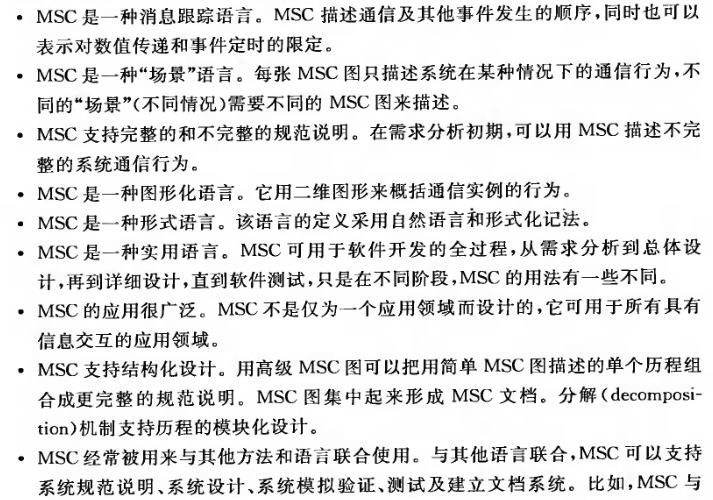 • MSC 是一种消息跟踪语言。MSC 描述通信及其他事件发生的顺序,同时也可以
表示对数值传递和事件定时的限定。
• MSC 是一种“场景”语言。每张 MSC 图只描述系统在某种情况下的通信行为,不
同的“场景”(不同情况)需要不同的 MSC 图来描述。
• MSC 支持完整的和不完整的规范说明。在需求分析初期,可以用 MSC 描述不完
整的系统通信行为。
• MSC 是一种图形化语言。它用二维图形来概括通信实例的行为。
• MSC 是一种形式语言。该语言的定义采用自然语言和形式化记法。
• MSC 是一种实用语言。MSC 可用于软件开发的全过程,从需求分析到总体设
计,再到详细设计,直到软件测试,只是在不同阶段,MSC 的用法有一些不同。
• MSC 的应用很广泛。MSC 不是仅为一个应用领域而设计的,它可用于所有具有
信息交互的应用领域。
• MSC 支持结构化设计。用高级 MSC 图可以把用简单 MSC 图描述的单个历程组
合成更完整的规范说明。MSC 图集中起来形成 MSC 文档。分解(decomposi-
tion)机制支持历程的模块化设计。
• MSC 经常被用来与其他方法和语言联合使用。与其他语言联合,MSC 可以支持
系统规范说明、系统设计、系统模拟验证、测试及建立文档系统。比如,MSC 与